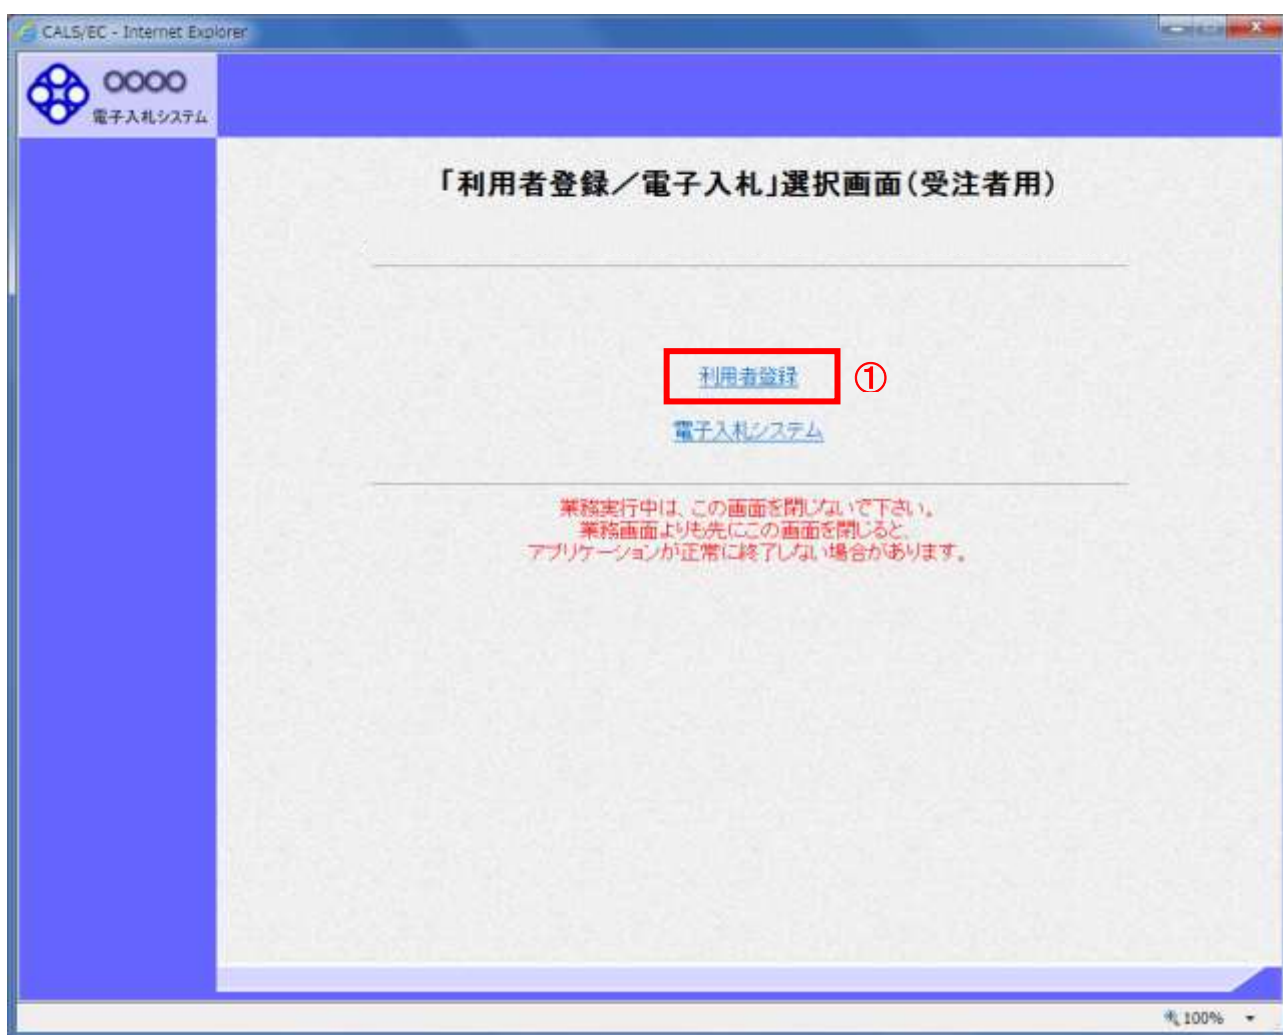 CALS/EC - Internet Explorer
○○○○
電子入札システム
「利用者登録／電子入札」選択画面(受注者用)
利用者登録 ①
電子入札システム
業務実行中は、この画面を閉じないで下さい。
業務画面よりも先にこの画面を閉じると、
アプリケーションが正常に終了しない場合があります。
100%